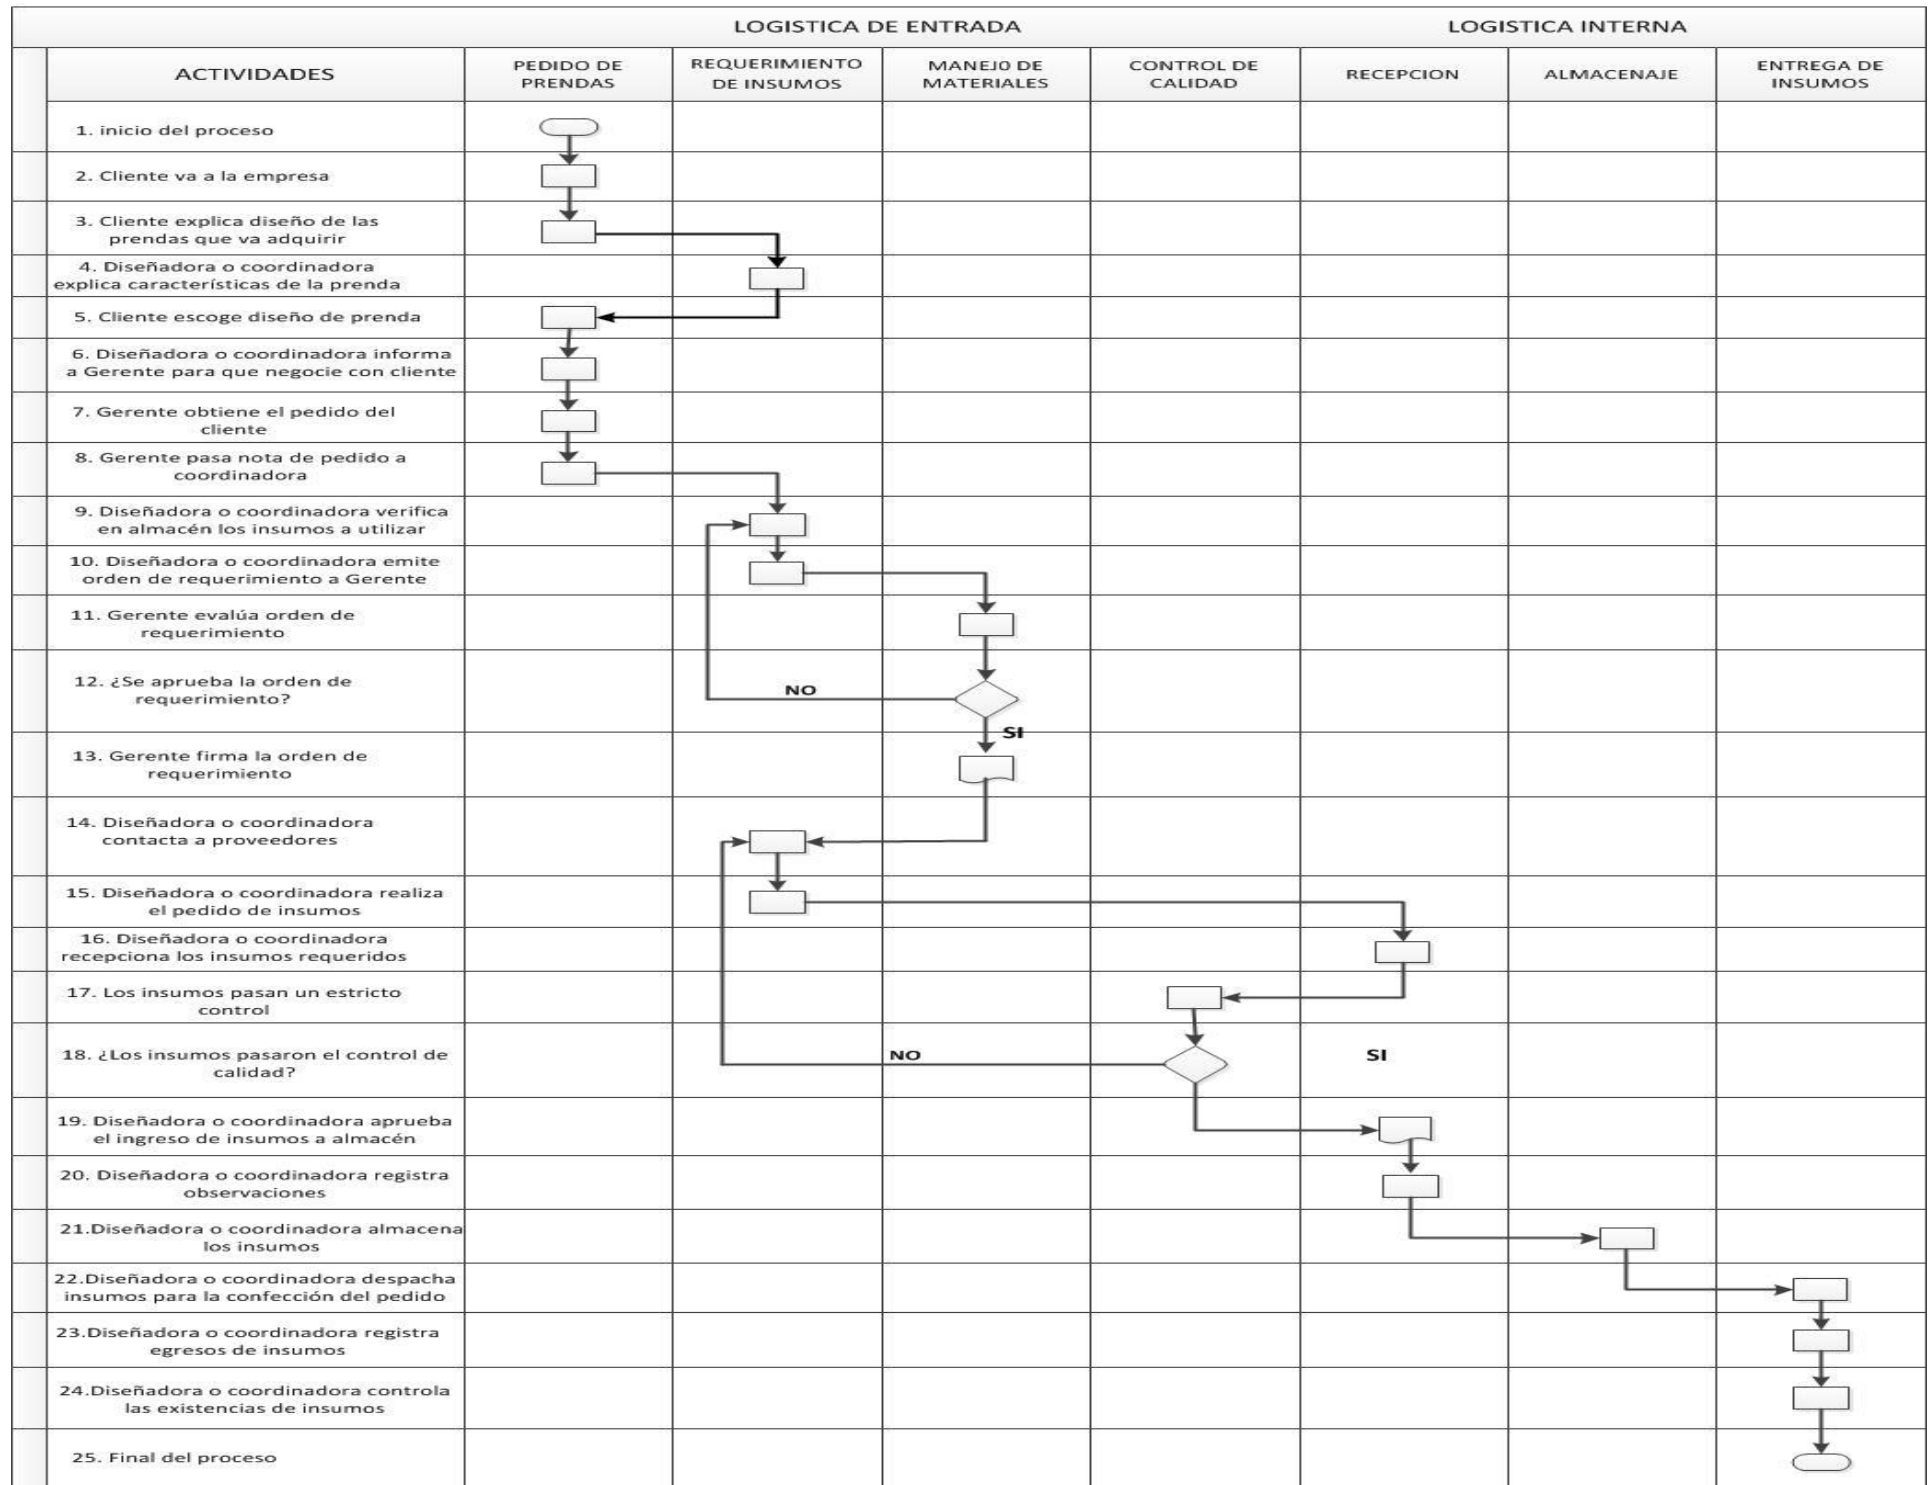 LOGISTICA DE ENTRADA
LOGISTICA INTERNA
ACTIVIDADES
PEDIDO DE
PRENDAS
REQUERIMIENTO
DE INSUMOS
MANEJ0 DE
MATERIALES
CONTROL DE
CALIDAD
RECEPCION
ALMACENAJE
ENTREGA DE
INSUMOS
1. inicio del proceso
2. Cliente va a la empresa
3. Cliente explica diseño de las
prendas que va adquirir
4. Diseñadora o coordinadora
explica características de la prenda
5. Cliente escoge diseño de prenda
6. Diseñadora o coordinadora informa
a Gerente para que negocie con cliente
7. Gerente obtiene el pedido del
cliente
8. Gerente pasa nota de pedido a
coordinadora
9. Diseñadora o coordinadora verifica
en almacén los insumos a utilizar
10. Diseñadora o coordinadora emite
orden de requerimiento a Gerente
11. Gerente evalúa orden de
requerimiento
12. ¿Se aprueba la orden de
requerimiento?
NO
SI
13. Gerente firma la orden de
requerimiento
14. Diseñadora o coordinadora
contacta a proveedores
15. Diseñadora o coordinadora realiza
el pedido de insumos
16. Diseñadora o coordinadora
recepciona los insumos requeridos
17. Los insumos pasan un estricto
control
18. ¿Los insumos pasaron el control de
calidad?
NO
SI
19. Diseñadora o coordinadora aprueba
el ingreso de insumos a almacén
20. Diseñadora o coordinadora registra
observaciones
21.Diseñadora o coordinadora almacena
los insumos
22.Diseñadora o coordinadora despacha
insumos para la confección del pedido
23.Diseñadora o coordinadora registra
egresos de insumos
24.Diseñadora o coordinadora controla
las existencias de insumos
25. Final del proceso